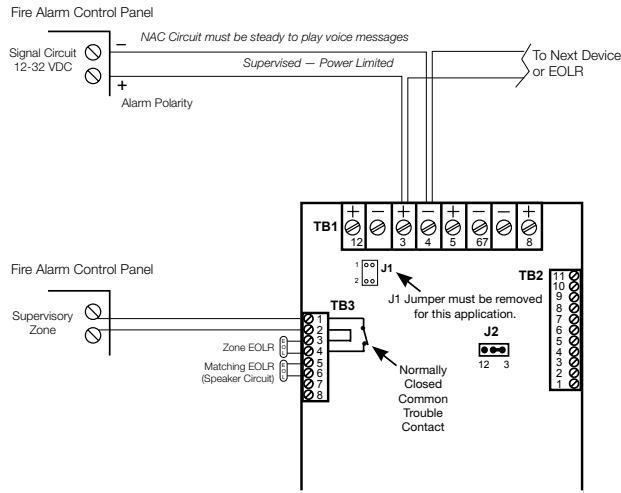 Fire Alarm Control Panel
Signal Circuit
12-32 VDC
−
NAC Circuit must be steady to play voice messages
Supervised — Power Limited
+
Alarm Polarity
To Next Device
or EOLR
TB1
+ − + − + − − +
12 3 4 5 67 8
1
2
J1
J1 Jumper must be removed
for this application.
TB2
11
10
9
8
7
6
5
4
3
2
1
J2
12 3
Fire Alarm Control Panel
Supervisory
Zone
TB3
1
2
3
4
5
6
7
8
Zone EOLR
EOL
Matching EOLR
(Speaker Circuit)
EOL
Normally
Closed
Common
Trouble
Contact